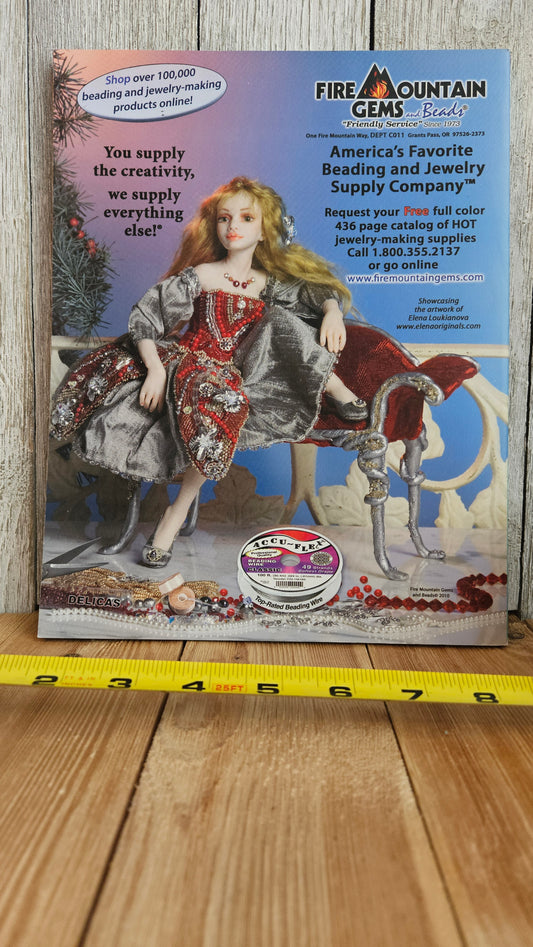 Shop over 100,000
beading and jewelry-making
products online!
You supply
the creativity,
we supply
everything
else!®
FIRE MOUNTAIN
GEMS and Beads®
"Friendly Service" Since 1973
One Fire Mountain Way, DEPT C011 Grants Pass, OR 97526-2373
America's Favorite
Beading and Jewelry
Supply Company™
Request your Free full color
436 page catalog of HOT
jewelry-making supplies
Call 1.800.355.2137
or go online
www.firemountaingems.com
Showcasing
the artwork of
Elena Loukianova
www.elenaoriginals.com
ACCU-FLEX
Professional
Quality
BEADING
WIRE
49 Strands
100 ft.
Top-Rated Beading Wire
DELICAS
Fire Mountain Gems
and Beads® 2010
2 3 4 25FT 5 6 7 8